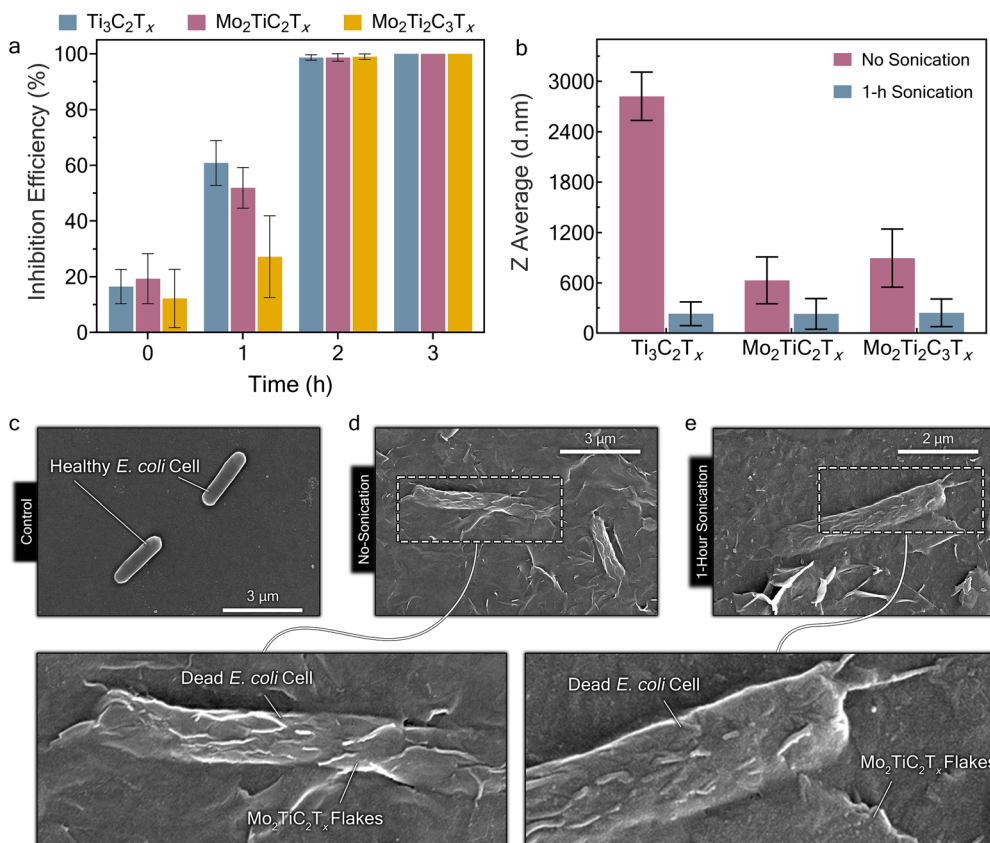 Ti₃C₂Tₓ Mo₂TiC₂Tₓ Mo₂Ti₂C₃Tₓ
a
Inhibition Efficiency (%)
100
80
60
40
20
0
0 1 2 3
Time (h)
b
No Sonication
1-h Sonication
Z Average (d.nm)
3000
2400
1800
1200
600
0
Ti₃C₂Tₓ Mo₂TiC₂Tₓ Mo₂Ti₂C₃Tₓ
c
Control
Healthy E. coli Cell
3 µm
d
No-Sonication
3 µm
e
1-Hour Sonication
2 µm
Dead E. coli Cell
Mo₂TiC₂Tₓ Flakes
Dead E. coli Cell
Mo₂TiC₂Tₓ Flakes